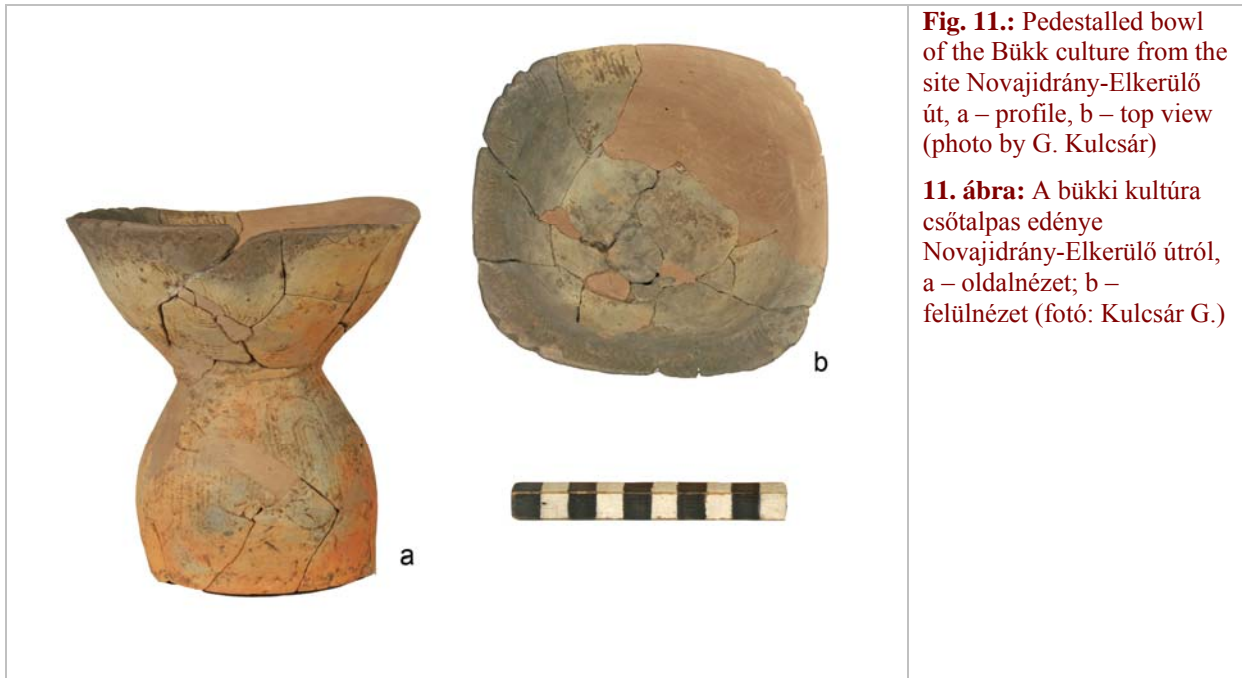 Fig. 11.: Pedestalled bowl
of the Bükk culture from the
site Novajidrány-Elkerülő
út, a – profile, b – top view
(photo by G. Kulcsár)
11. ábra: A bükki kultúra
csőtalpas edénye
Novajidrány-Elkerülő útról,
a – oldalnézet; b –
felülnézet (fotó: Kulcsár G.)
a
b